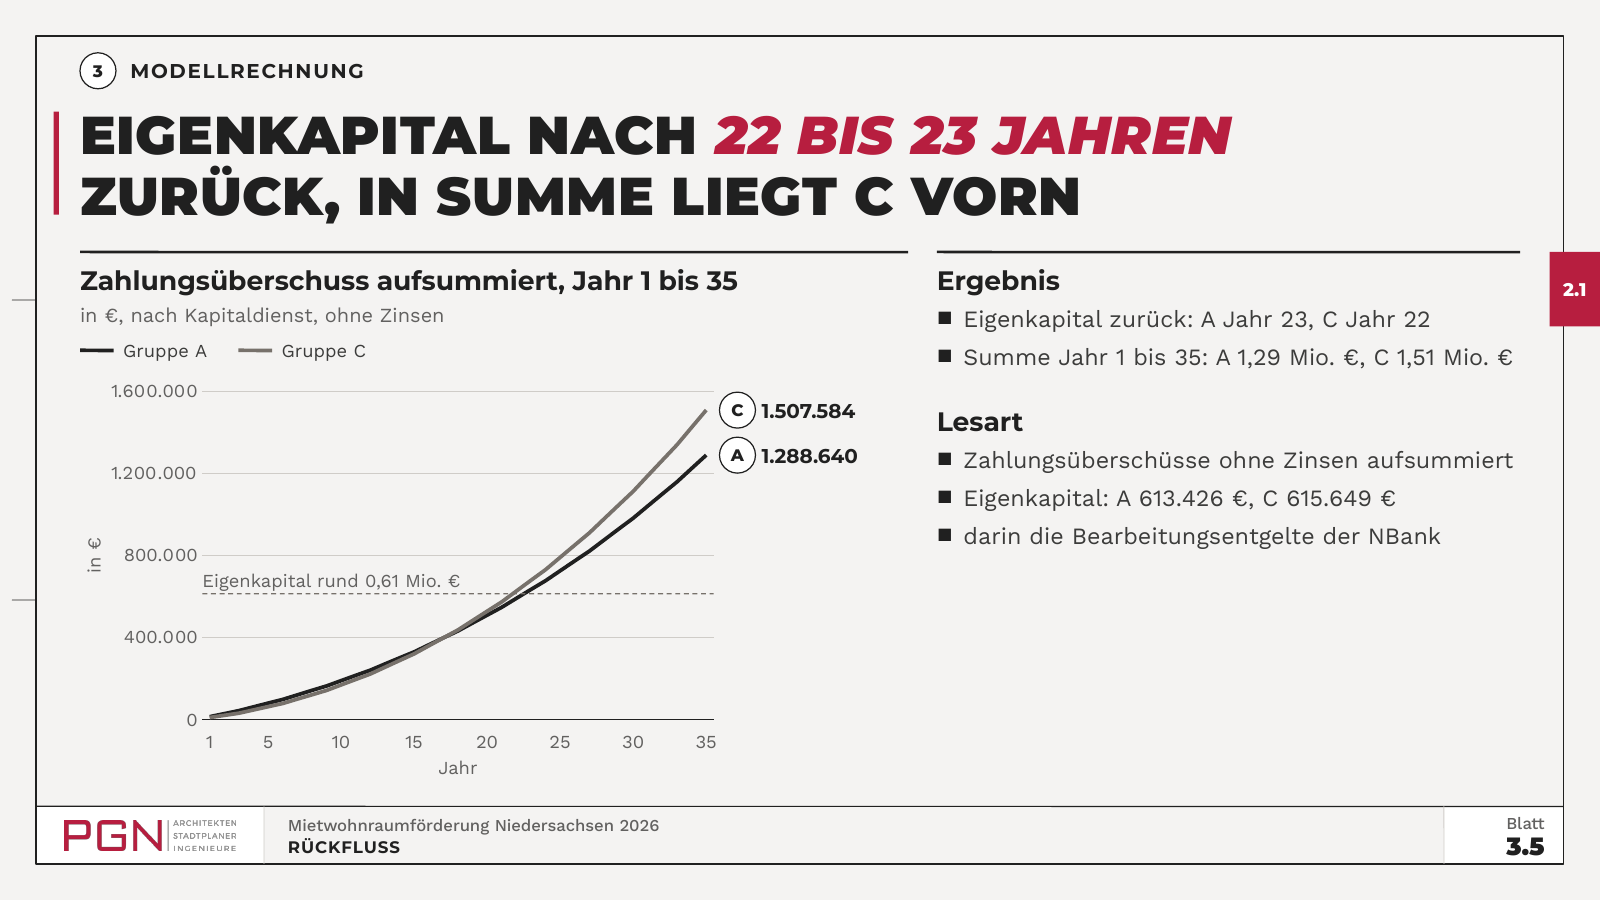 3 MODELLRECHNUNG
EIGENKAPITAL NACH 22 BIS 23 JAHREN
ZURÜCK, IN SUMME LIEGT C VORN
Zahlungsüberschuss aufsummiert, Jahr 1 bis 35
in €, nach Kapitaldienst, ohne Zinsen
Gruppe A Gruppe C
1.600.000
1.200.000
800.000
400.000
0
in €
Eigenkapital rund 0,61 Mio. €
C 1.507.584
A 1.288.640
1 5 10 15 20 25 30 35
Jahr
Ergebnis
Eigenkapital zurück: A Jahr 23, C Jahr 22
Summe Jahr 1 bis 35: A 1,29 Mio. €, C 1,51 Mio. €
Lesart
Zahlungsüberschüsse ohne Zinsen aufsummiert
Eigenkapital: A 613.426 €, C 615.649 €
darin die Bearbeitungsentgelte der NBank
2.1
PGN
ARCHITEKTEN
STADTPLANER
INGENIEURE
Mietwohnraumförderung Niedersachsen 2026
RÜCKFLUSS
Blatt
3.5